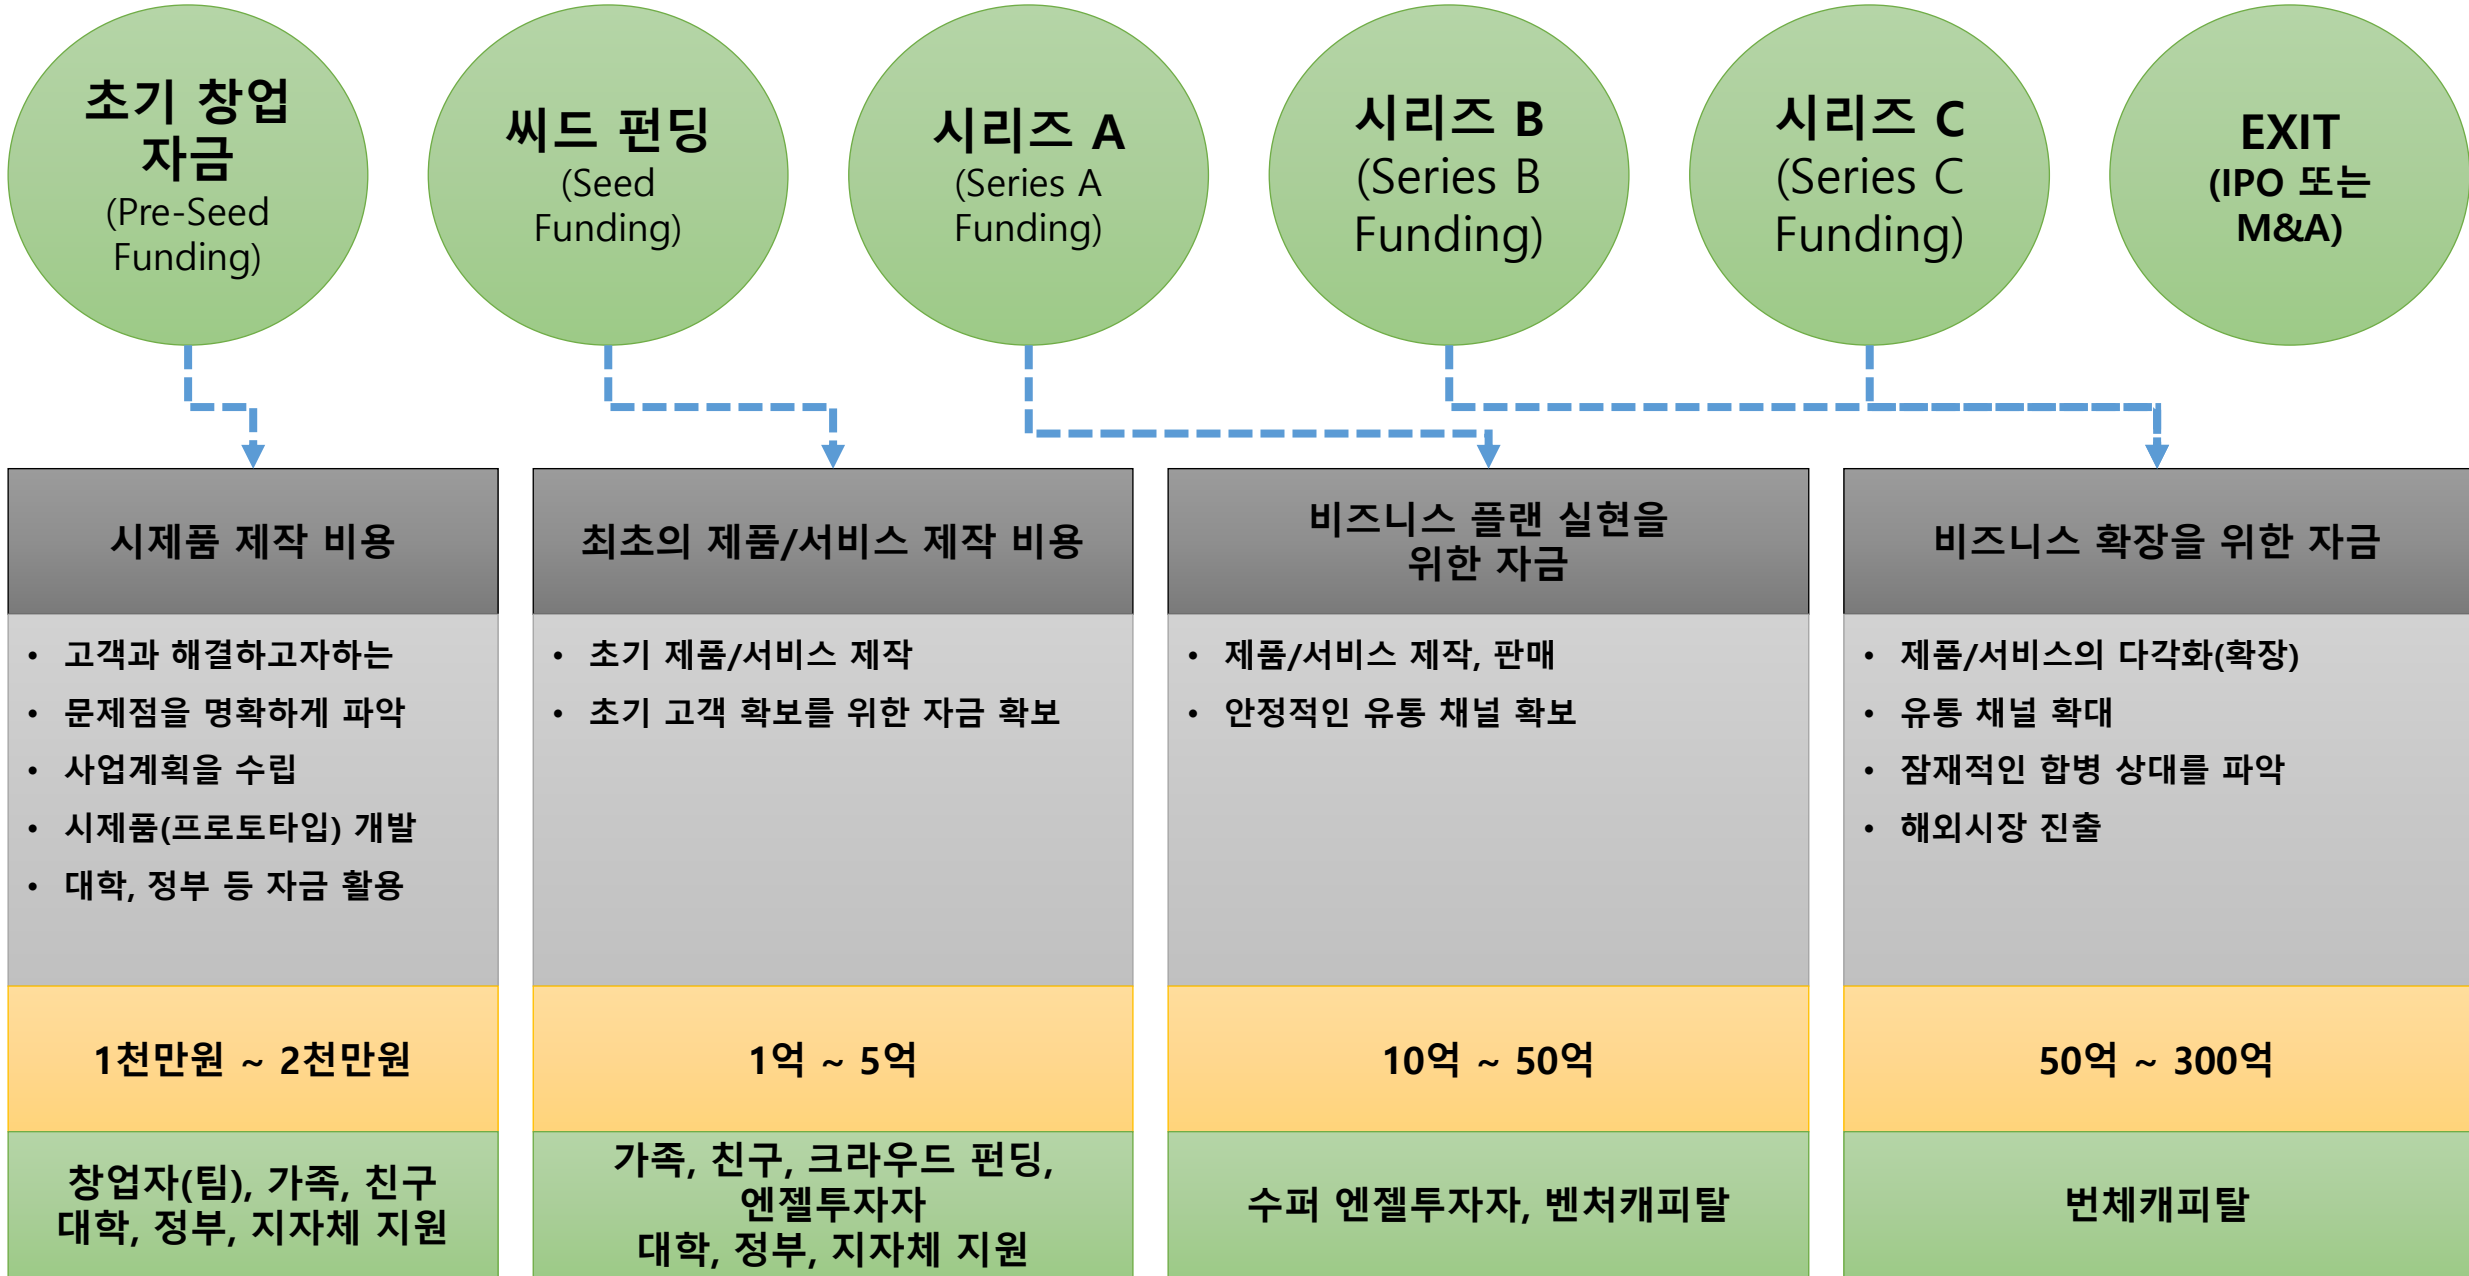 초기 창업
자금
(Pre-Seed
Funding)
씨드 펀딩
(Seed
Funding)
시리즈 A
(Series A
Funding)
시리즈 B
(Series B
Funding)
시리즈 C
(Series C
Funding)
EXIT
(IPO 또는
M&A)
시제품 제작 비용
• 고객과 해결하고자하는
• 문제점을 명확하게 파악
• 사업계획을 수립
• 시제품(프로토타입) 개발
• 대학, 정부 등 자금 활용
1천만원 ~ 2천만원
창업자(팀), 가족, 친구
대학, 정부, 지자체 지원
최초의 제품/서비스 제작 비용
• 초기 제품/서비스 제작
• 초기 고객 확보를 위한 자금 확보
1억 ~ 5억
가족, 친구, 크라우드 펀딩,
엔젤투자자
대학, 정부, 지자체 지원
비즈니스 플랜 실현을
위한 자금
• 제품/서비스 제작, 판매
• 안정적인 유통 채널 확보
10억 ~ 50억
수퍼 엔젤투자자, 벤처캐피탈
비즈니스 확장을 위한 자금
• 제품/서비스의 다각화(확장)
• 유통 채널 확대
• 잠재적인 합병 상대를 파악
• 해외시장 진출
50억 ~ 300억
번체캐피탈